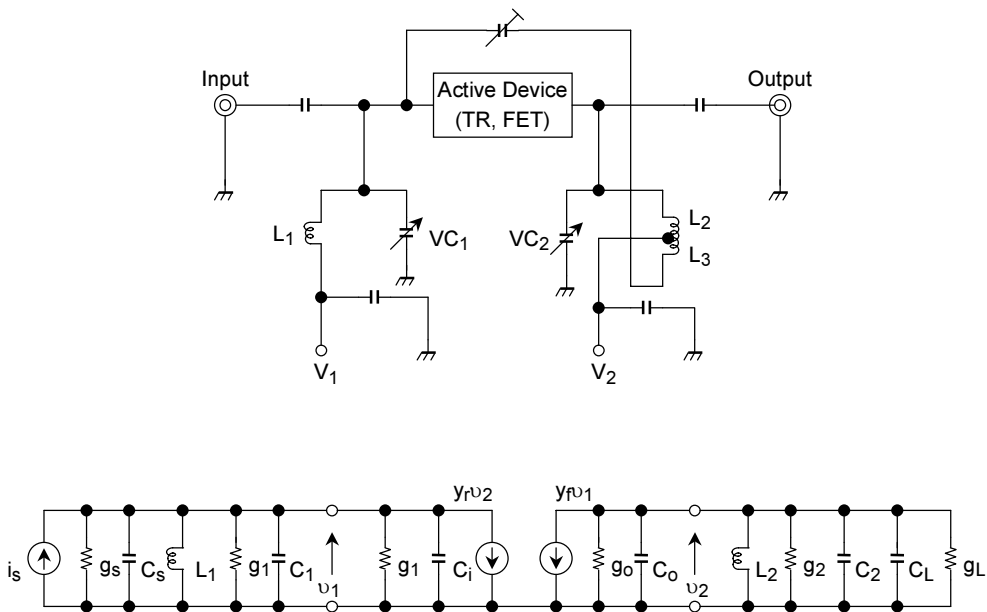 Input
Output
Active Device
(TR, FET)
L1
VC1
VC2
L2
L3
V1
V2
yrυ2
yfυ1
is
gs
Cs
L1
g1
C1
υ1
g1
Ci
go
Co
υ2
L2
g2
C2
CL
gL